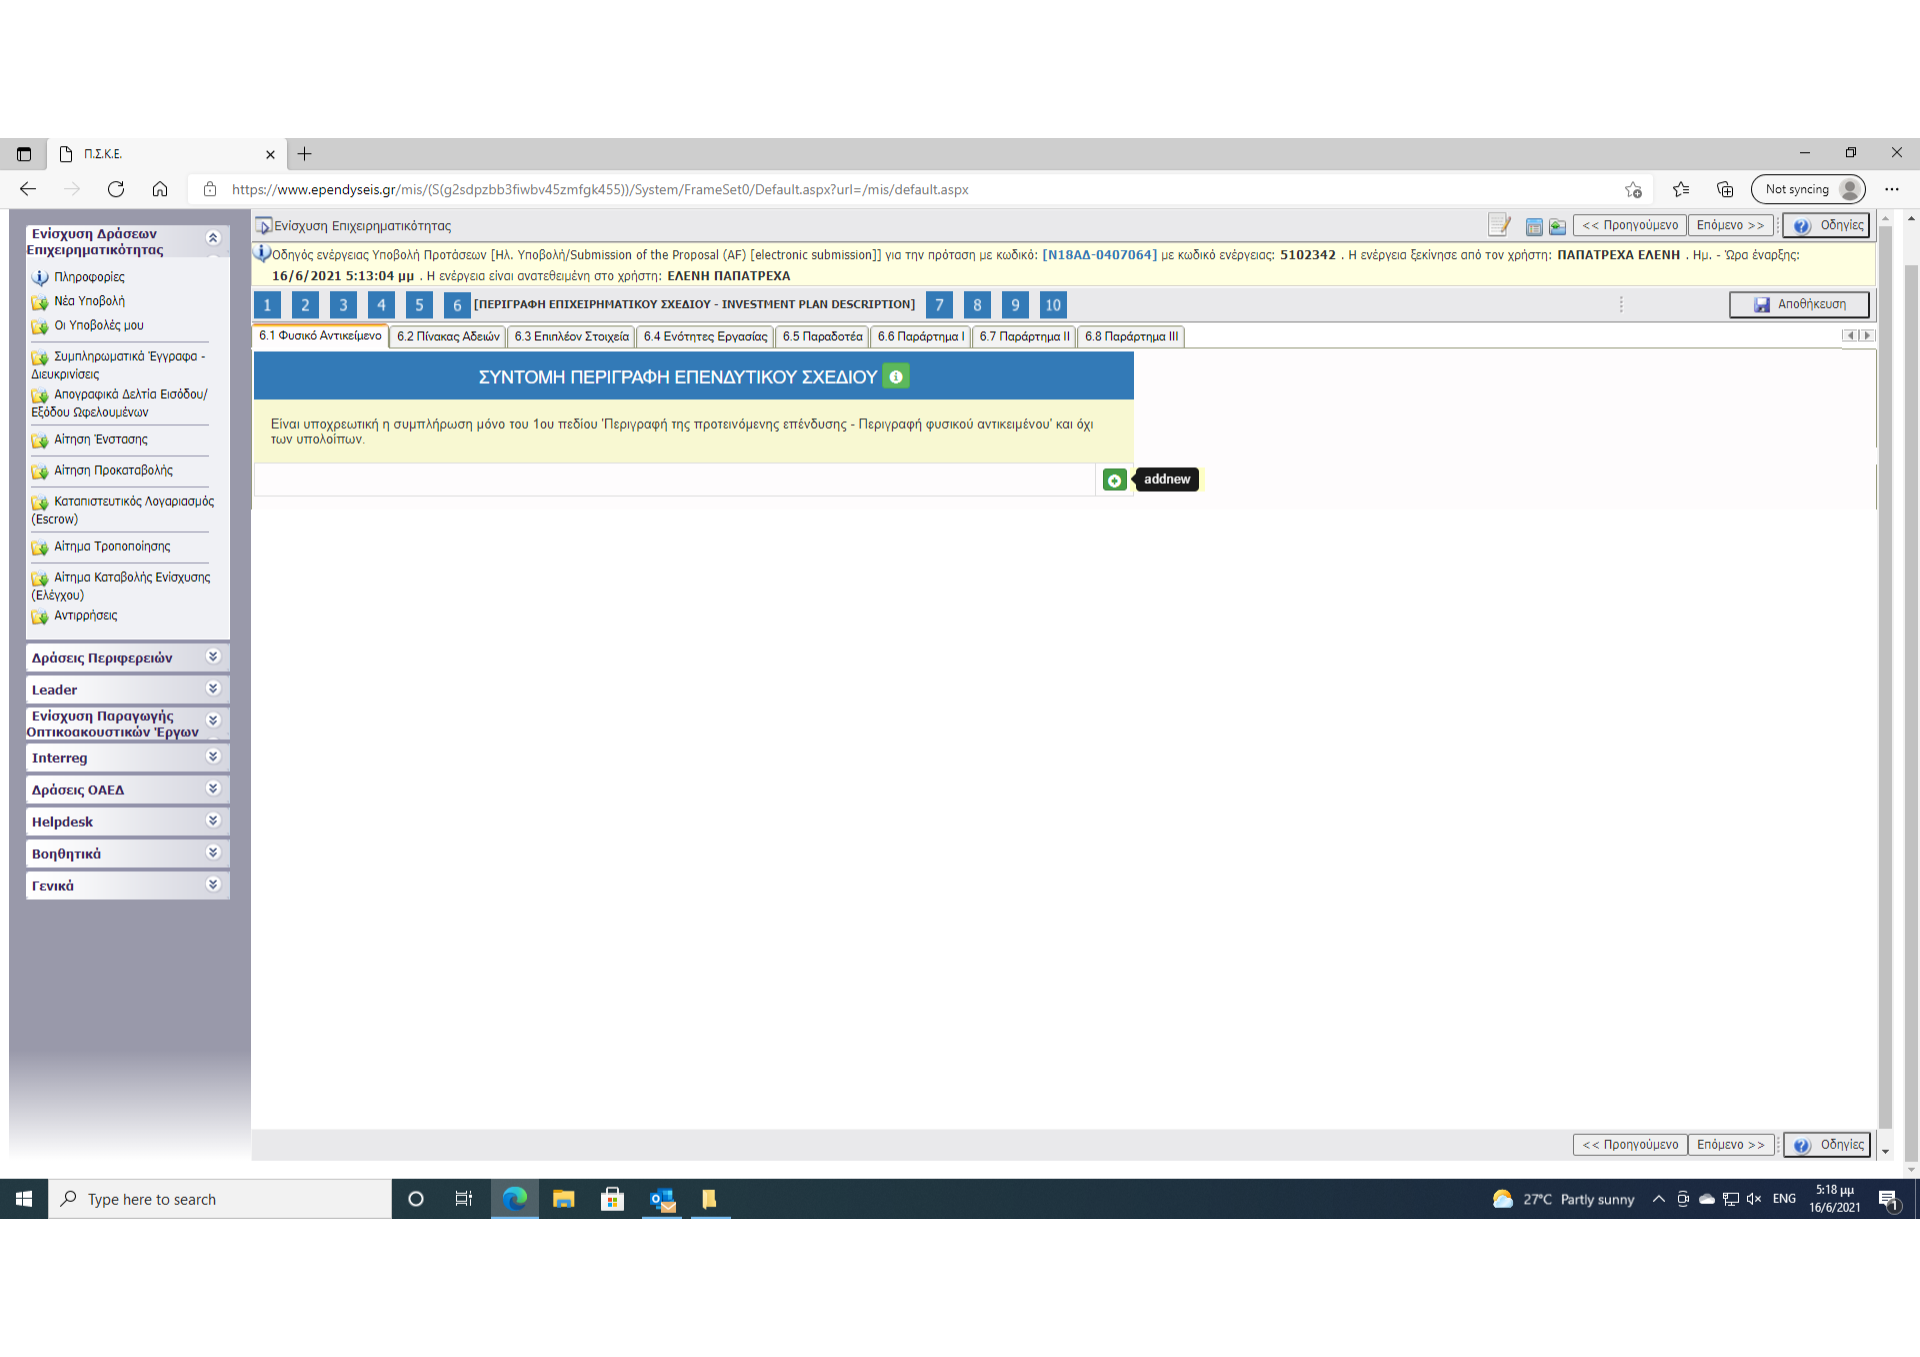 Π.Σ.Κ.Ε.
https://www.ependyseis.gr/mis/(S(g2sdpzbb3fiwbv45zmfgk455))/System/FrameSet0/Default.aspx?url=/mis/default.aspx
Not syncing
Ενίσχυση Δράσεων
Επιχειρηματικότητας
Πληροφορίες
Νέα Υποβολή
Οι Υποβολές μου
Συμπληρωματικά Έγγραφα -
Διευκρινίσεις
Απογραφικά Δελτία Εισόδου/
Εξόδου Ωφελουμένων
Αίτηση Ένστασης
Αίτηση Προκαταβολής
Καταπιστευτικός Λογαριασμός
(Escrow)
Αίτημα Τροποποίησης
Αίτημα Καταβολής Ενίσχυσης
(Ελέγχου)
Αντιρρήσεις
Δράσεις Περιφερειών
Leader
Ενίσχυση Παραγωγής
Οπτικοακουστικών Έργων
Interreg
Δράσεις ΟΑΕΔ
Helpdesk
Βοηθητικά
Γενικά
Ενίσχυση Επιχειρηματικότητας
<< Προηγούμενο Επόμενο >> Οδηγίες
Οδηγός ενέργειας Υποβολή Προτάσεων [Ηλ. Υποβολή/Submission of the Proposal (AF) [electronic submission]] για την πρόταση με κωδικό: [Ν18ΑΔ-0407064] με κωδικό ενέργειας: 5102342 . Η ενέργεια ξεκίνησε από τον χρήστη: ΠΑΠΑΤΡΕΧΑ ΕΛΕΝΗ . Ημ. - Ώρα έναρξης:
16/6/2021 5:13:04 μμ . Η ενέργεια είναι ανατεθειμένη στο χρήστη: ΕΛΕΝΗ ΠΑΠΑΤΡΕΧΑ
1 2 3 4 5 6 [ΠΕΡΙΓΡΑΦΗ ΕΠΙΧΕΙΡΗΜΑΤΙΚΟΥ ΣΧΕΔΙΟΥ - INVESTMENT PLAN DESCRIPTION] 7 8 9 10 Αποθήκευση
6.1 Φυσικό Αντικείμενο 6.2 Πίνακας Αδειών 6.3 Επιπλέον Στοιχεία 6.4 Ενότητες Εργασίας 6.5 Παραδοτέα 6.6 Παράρτημα Ι 6.7 Παράρτημα ΙΙ 6.8 Παράρτημα ΙΙΙ
ΣΥΝΤΟΜΗ ΠΕΡΙΓΡΑΦΗ ΕΠΕΝΔΥΤΙΚΟΥ ΣΧΕΔΙΟΥ
Είναι υποχρεωτική η συμπλήρωση μόνο του 1ου πεδίου 'Περιγραφή της προτεινόμενης επένδυσης - Περιγραφή φυσικού αντικειμένου' και όχι
των υπολοίπων.
addnew
<< Προηγούμενο Επόμενο >> Οδηγίες
Type here to search
27°C Partly sunny
ENG
5:18 μμ
16/6/2021
1